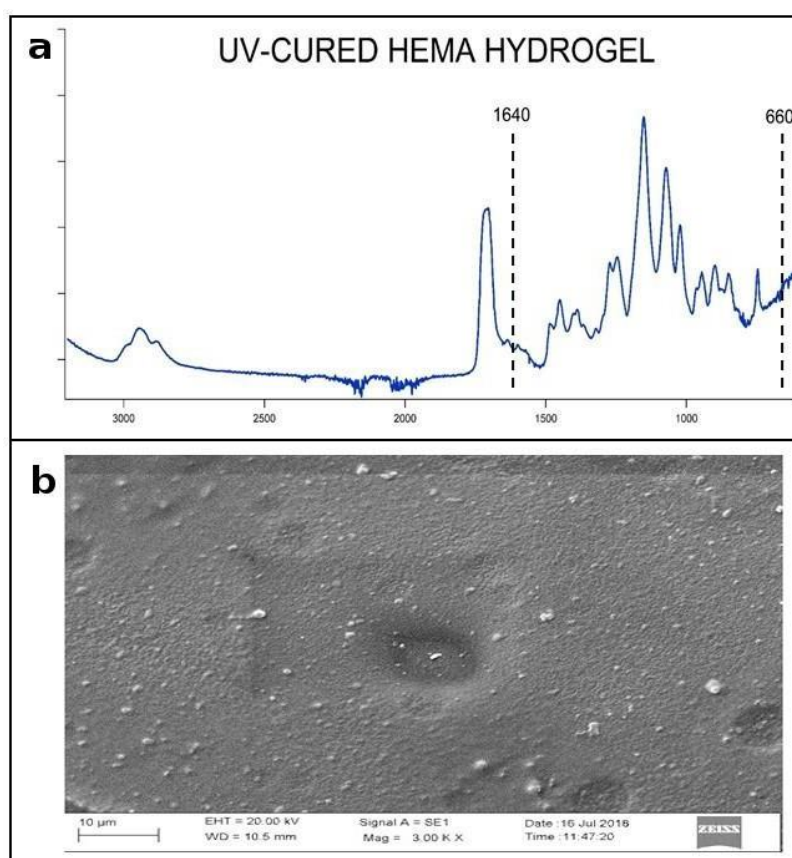 a
UV-CURED HEMA HYDROGEL
1640
660
3000
2500
2000
1500
1000
b
10 µm
EHT = 20.00 kV
Signal A = SE1
Date :16 Jul 2018
WD = 10.5 mm
Mag = 3.00 K X
Time : 11:47:20
ZEISS